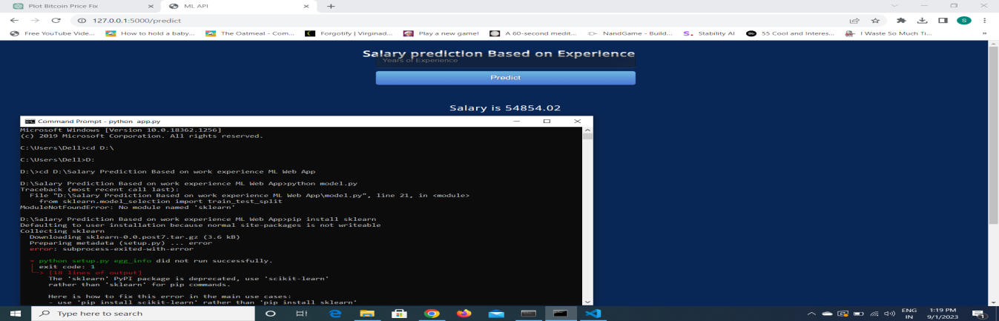 Plot Bitcoin Price Fix
ML API
127.0.0.1:5000/predict
S
Free YouTube Vide...
How to hold a baby...
The Oatmeal - Com...
Forgotify | Virginad...
Play a new game!
A 60-second medit...
NandGame - Build...
Stability AI
55 Cool and Interes...
I Waste So Much Ti...
Salary prediction Based on Experience
Years of Experience
Predict
Salary is 54854.02
Command Prompt - python app.py
Microsoft Windows [Version 10.0.18362.1256]
(c) 2019 Microsoft Corporation. All rights reserved.
C:\Users\Dell>cd D:\
C:\Users\Dell>D:
D:\>cd D:\Salary Prediction Based on work experience ML Web App
D:\Salary Prediction Based on work experience ML Web App>python model.py
Traceback (most recent call last):
File "D:\Salary Prediction Based on work experience ML Web App\model.py", line 21, in <module>
from sklearn.model_selection import train_test_split
ModuleNotFoundError: No module named 'sklearn'
D:\Salary Prediction Based on work experience ML Web App>pip install sklearn
Defaulting to user installation because normal site-packages is not writeable
Collecting sklearn
Downloading sklearn-0.0.post7.tar.gz (3.6 kB)
Preparing metadata (setup.py) ... error
error: subprocess-exited-with-error
× python setup.py egg_info did not run successfully.
│ exit code: 1
╰─> [18 lines of output]
The 'sklearn' PyPI package is deprecated, use 'scikit-learn'
rather than 'sklearn' for pip commands.
Here is how to fix this error in the main use cases:
- use 'pip install scikit-learn' rather than 'pip install sklearn'
Type here to search
ENG
IN
1:19 PM
9/1/2023